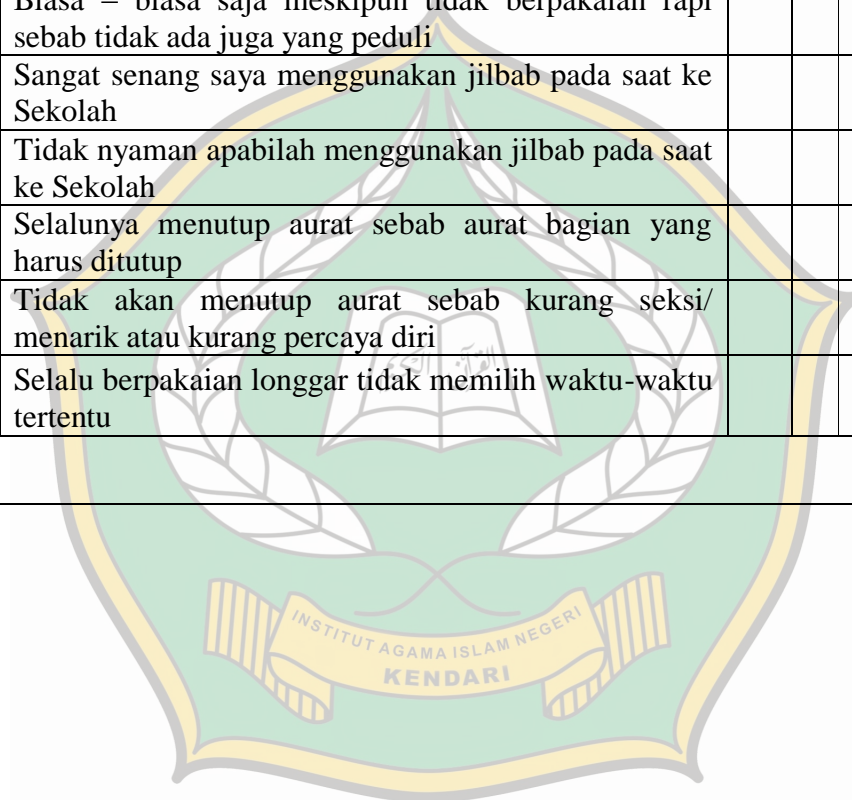 Biasa – biasa saja meskipun tidak berpakaian rapi
sebab tidak ada juga yang peduli
Sangat senang saya menggunakan jilbab pada saat ke
Sekolah
Tidak nyaman apabilah menggunakan jilbab pada saat
ke Sekolah
Selalunya menutup aurat sebab aurat bagian yang
harus ditutup
Tidak akan menutup aurat sebab kurang seksi/
menarik atau kurang percaya diri
Selalu berpakaian longgar tidak memilih waktu-waktu
tertentu
القرآن الكريم
INSTITUT AGAMA ISLAM NEGERI
KENDARI